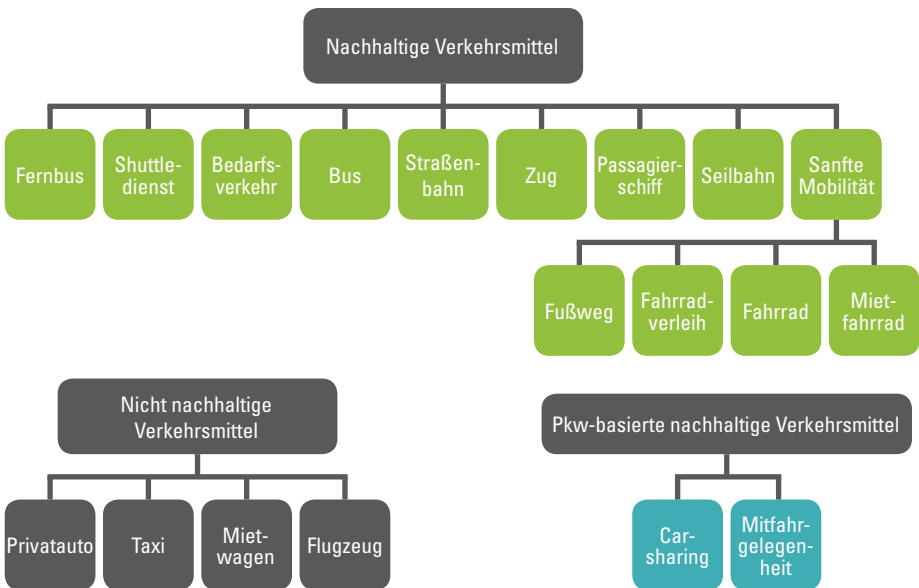 Nachhaltige Verkehrsmittel
Fernbus
Shuttle-
dienst
Bedarfs-
verkehr
Bus
Straßen-
bahn
Zug
Passagier-
schiff
Seilbahn
Sanfte
Mobilität
Fußweg
Fahrrad-
verleih
Fahrrad
Miet-
fahrrad
Nicht nachhaltige
Verkehrsmittel
Privatauto
Taxi
Miet-
wagen
Flugzeug
Pkw-basierte nachhaltige Verkehrsmittel
Car-
sharing
Mitfahr-
gelegen-
heit